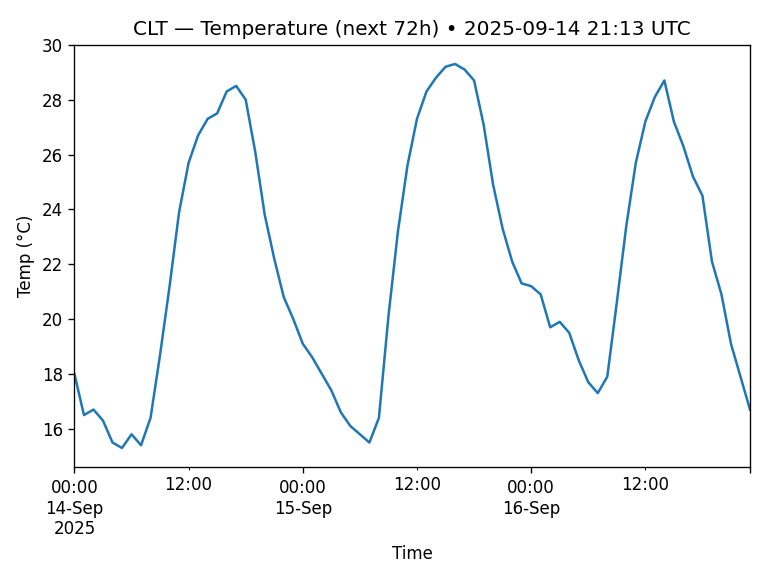 CLT — Temperature (next 72h) • 2025-09-14 21:13 UTC
Temp (°C)
30
28
26
24
22
20
18
16
00:00 12:00 00:00 12:00 00:00 12:00
14-Sep 15-Sep 16-Sep
2025
Time